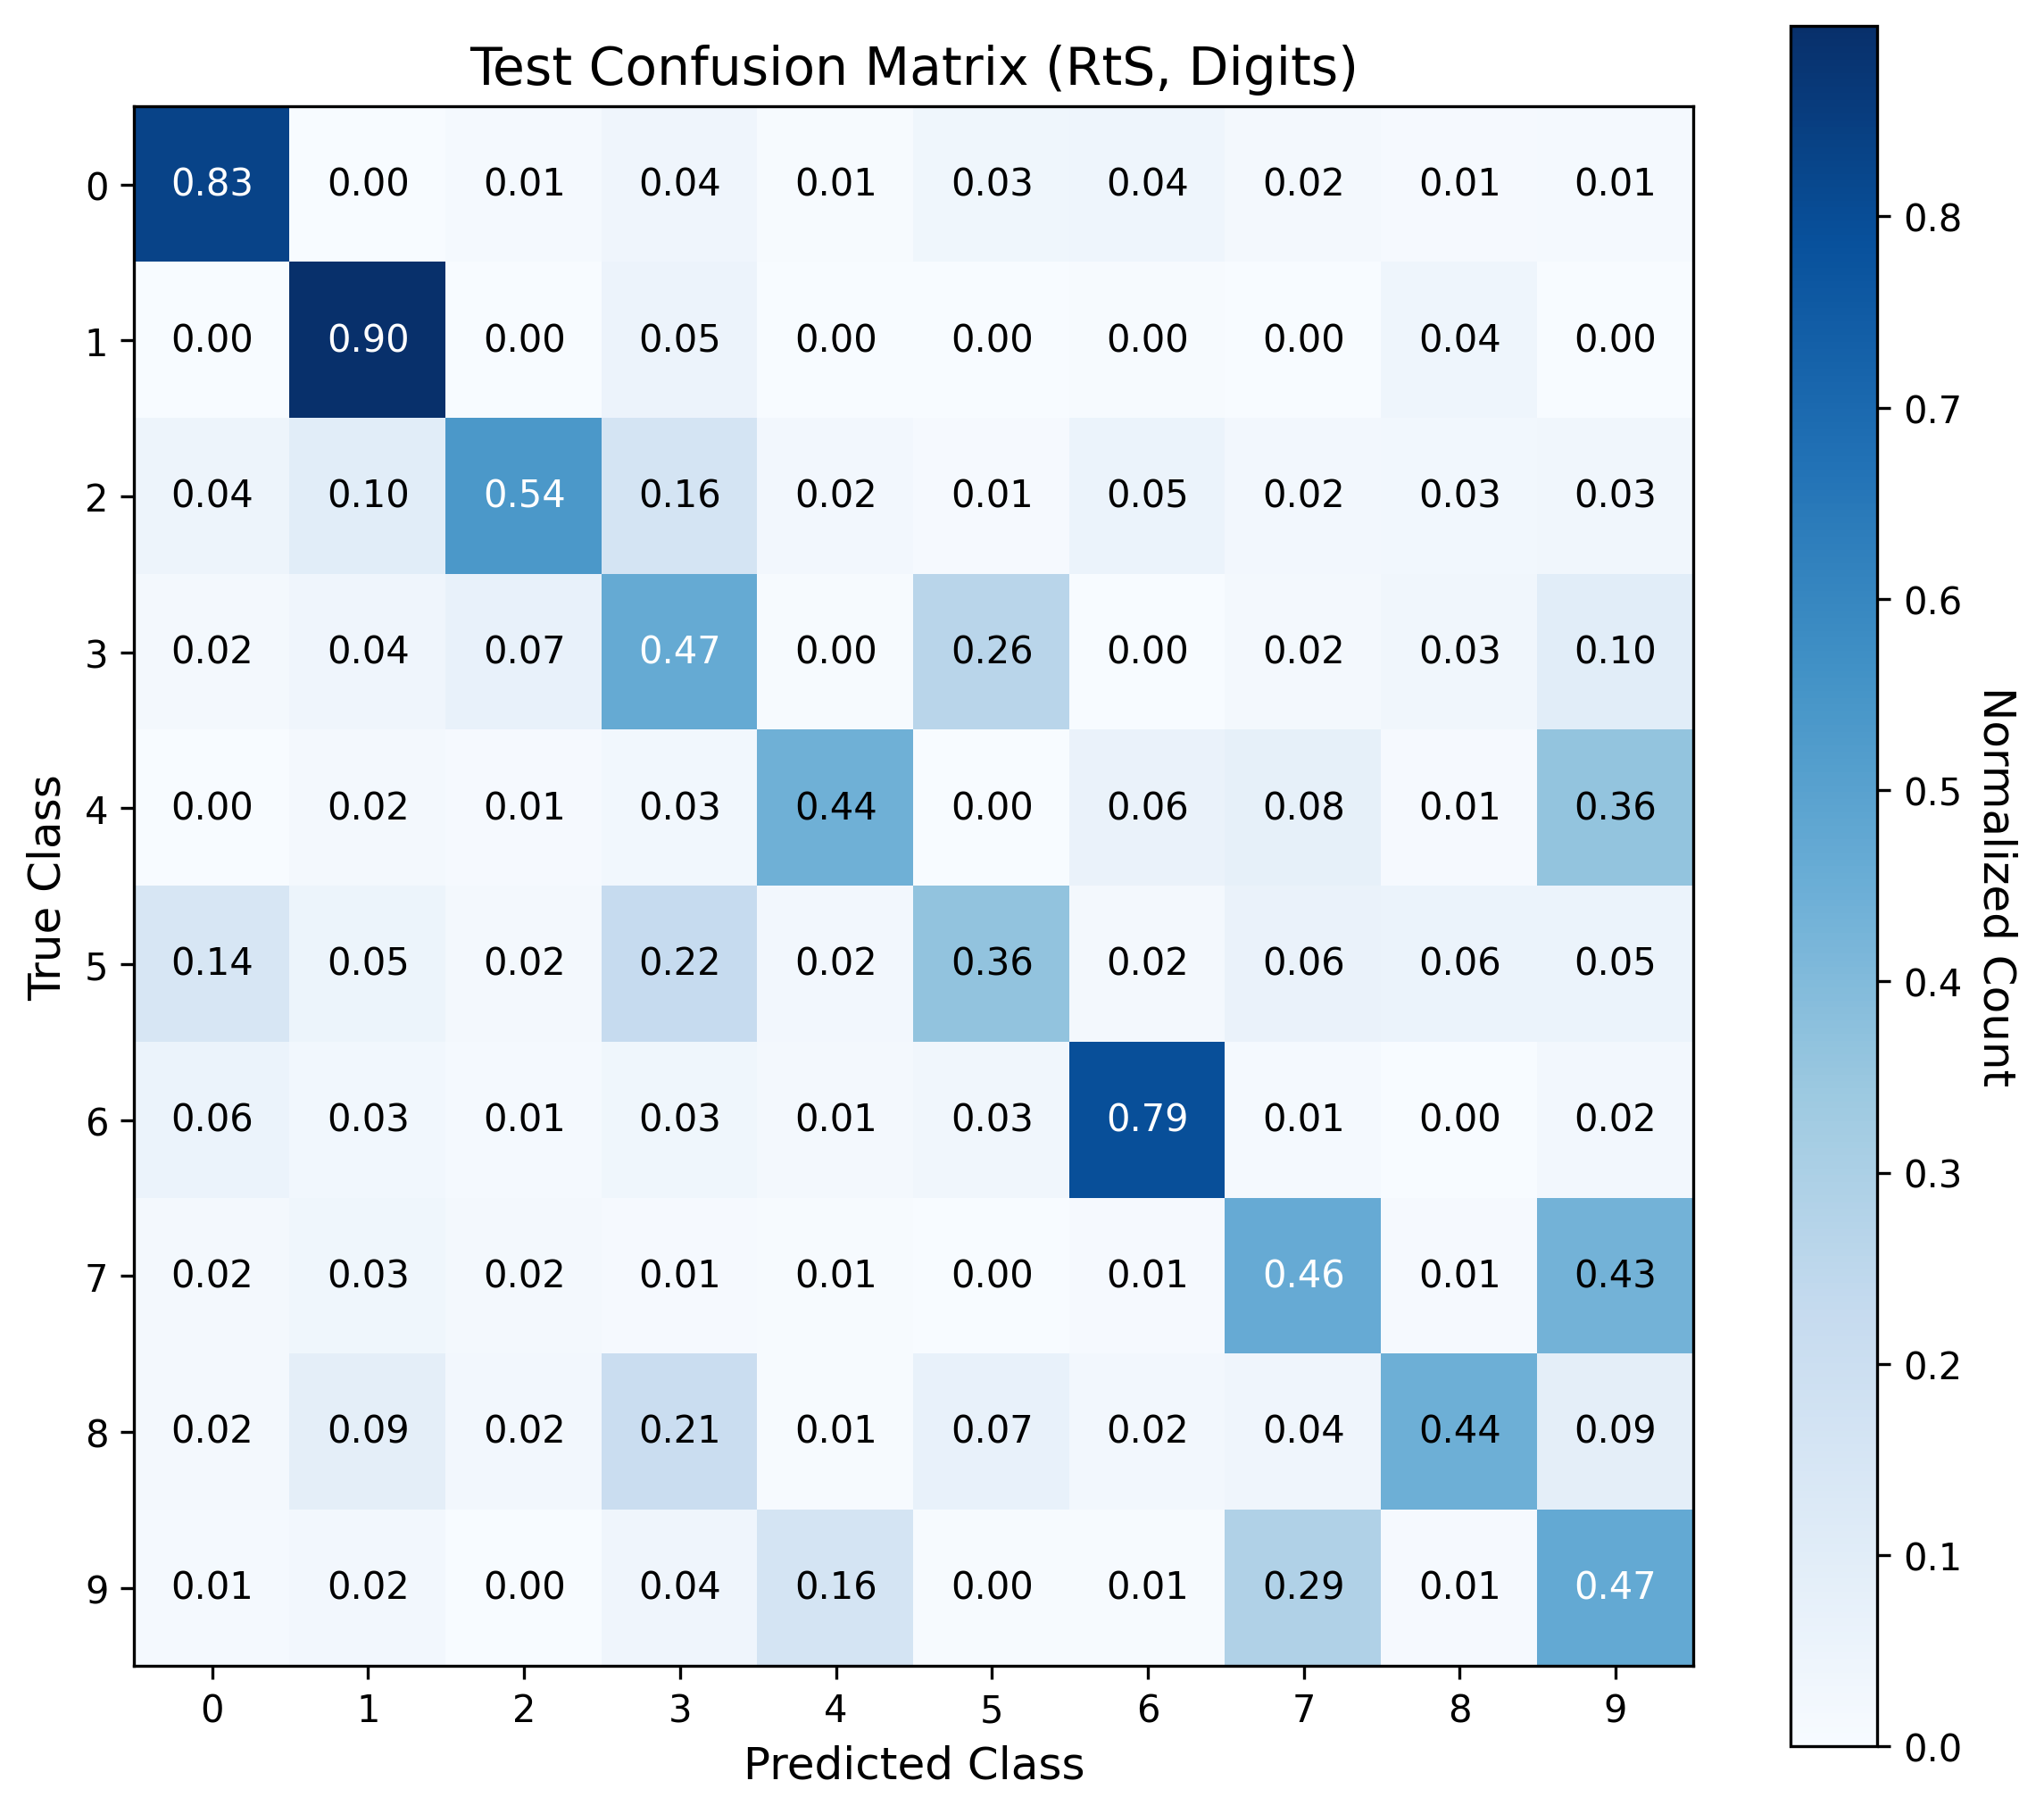 Test Confusion Matrix (RtS, Digits)
0 0.83 0.00 0.01 0.04 0.01 0.03 0.04 0.02 0.01 0.01
1 0.00 0.90 0.00 0.05 0.00 0.00 0.00 0.00 0.04 0.00
2 0.04 0.10 0.54 0.16 0.02 0.01 0.05 0.02 0.03 0.03
3 0.02 0.04 0.07 0.47 0.00 0.26 0.00 0.02 0.03 0.10
4 0.00 0.02 0.01 0.03 0.44 0.00 0.06 0.08 0.01 0.36
5 0.14 0.05 0.02 0.22 0.02 0.36 0.02 0.06 0.06 0.05
6 0.06 0.03 0.01 0.03 0.01 0.03 0.79 0.01 0.00 0.02
7 0.02 0.03 0.02 0.01 0.01 0.00 0.01 0.46 0.01 0.43
8 0.02 0.09 0.02 0.21 0.01 0.07 0.02 0.04 0.44 0.09
9 0.01 0.02 0.00 0.04 0.16 0.00 0.01 0.29 0.01 0.47
0 1 2 3 4 5 6 7 8 9
Predicted Class
True Class
0.8
0.7
0.6
0.5
0.4
0.3
0.2
0.1
0.0
Normalized Count